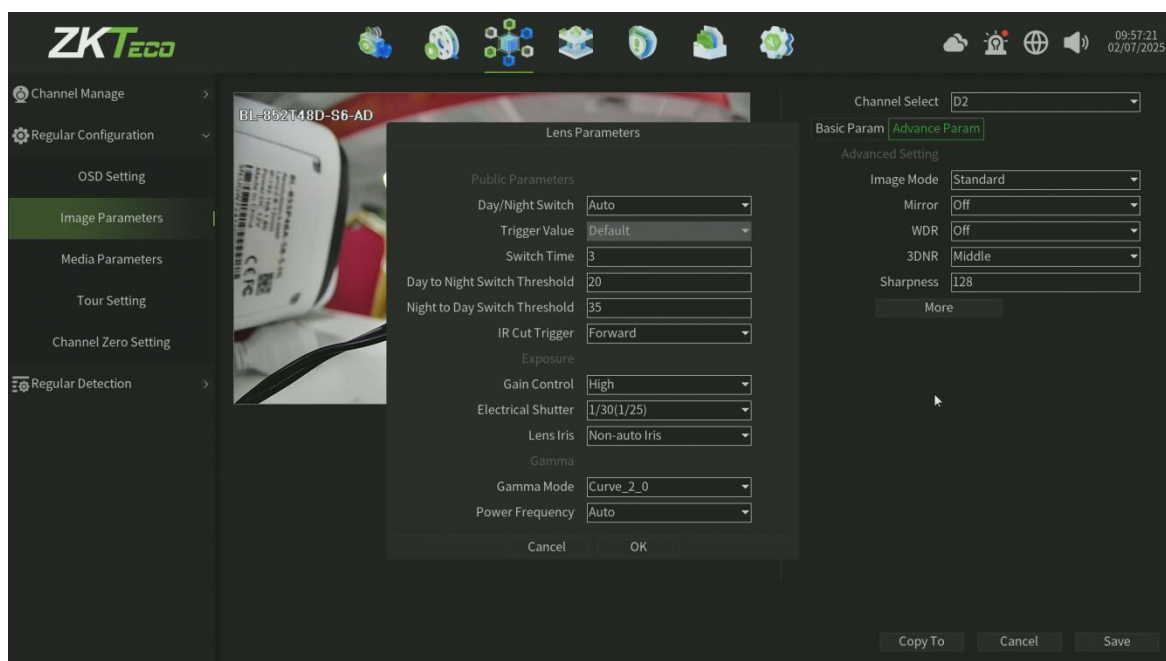 ZKTECO
09:57:21
02/07/2025
Channel Manage
Regular Configuration
OSD Setting
Image Parameters
Media Parameters
Tour Setting
Channel Zero Setting
Regular Detection
BL-852T48D-S6-AD
CE FC
Lens Parameters
Public Parameters
Day/Night Switch Auto
Trigger Value Default
Switch Time 3
Day to Night Switch Threshold 20
Night to Day Switch Threshold 35
IR Cut Trigger Forward
Exposure
Gain Control High
Electrical Shutter 1/30(1/25)
Lens Iris Non-auto Iris
Gamma
Gamma Mode Curve_2_0
Power Frequency Auto
Cancel OK
Channel Select D2
Basic Param Advance Param
Advanced Setting
Image Mode Standard
Mirror Off
WDR Off
3DNR Middle
Sharpness 128
More
Copy To Cancel Save